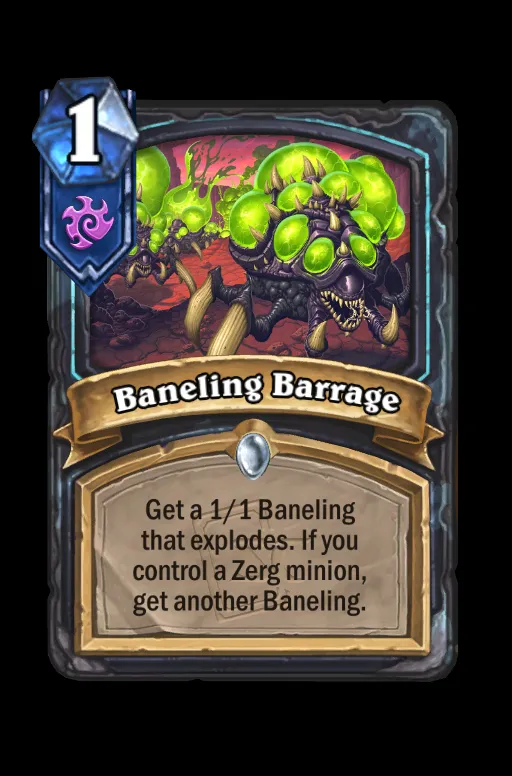 1
Baneling Barrage
Get a 1/1 Baneling
that explodes. If you
control a Zerg minion,
get another Baneling.